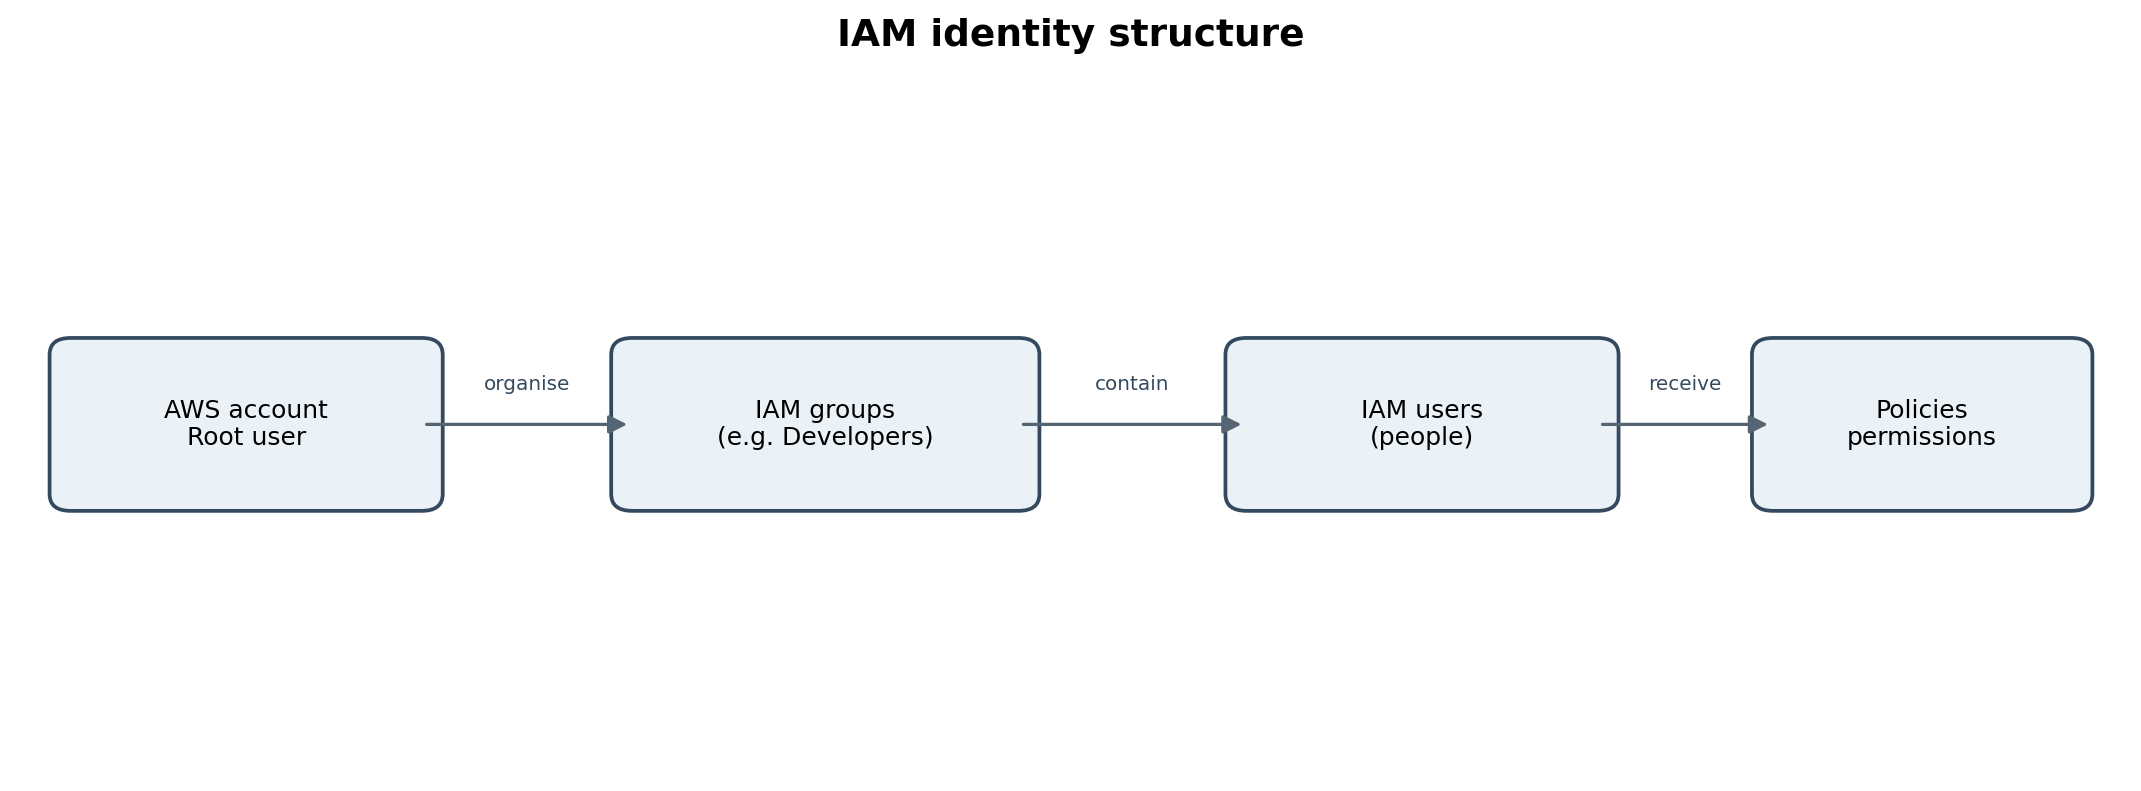 IAM identity structure
AWS account
Root user
organise
IAM groups
(e.g. Developers)
contain
IAM users
(people)
receive
Policies
permissions